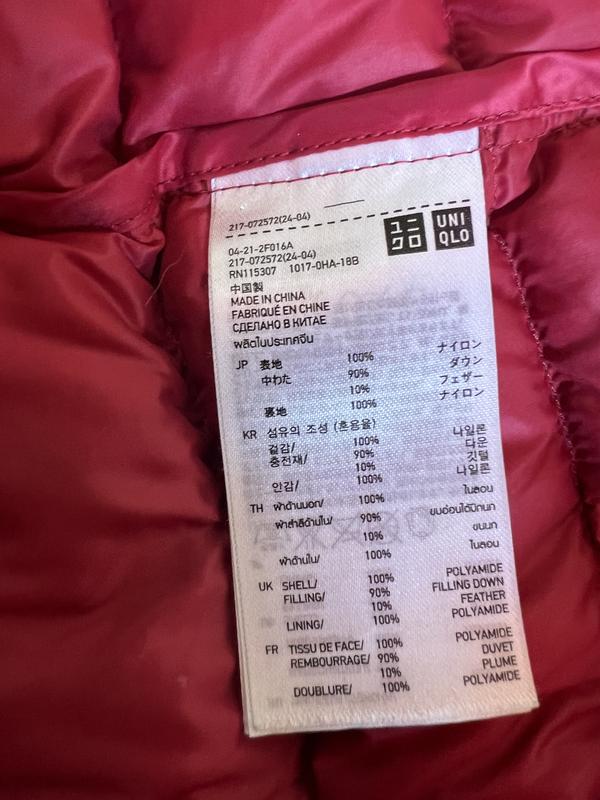 217-072572(24-04)
ユニ
クロ
UNI
QLO
04-21-2F016A
217-072572(24-04)
RN115307 1017-0HA-18B
中国製
MADE IN CHINA
FABRIQUÉ EN CHINE
СДЕЛАНО В КИТАЕ
ผลิตในประเทศจีน
JP 表地 100% ナイロン
中わた 90% ダウン
10% フェザー
裏地 100% ナイロン
KR 섬유의 조성 (혼용율)
겉감/ 100% 나일론
충전재/ 90% 다운
10% 깃털
안감/ 100% 나일론
TH ผ้าด้านนอก/ 100% ไนลอน
ผ้าสำลีด้านใน/ 90% ขนอ่อนใต้ปีกนก
10% ขนนก
ผ้าด้านใน/ 100% ไนลอน
UK SHELL/ 100% POLYAMIDE
FILLING/ 90% FILLING DOWN
10% FEATHER
LINING/ 100% POLYAMIDE
FR TISSU DE FACE/ 100% POLYAMIDE
REMBOURRAGE/ 90% DUVET
10% PLUME
DOUBLURE/ 100% POLYAMIDE